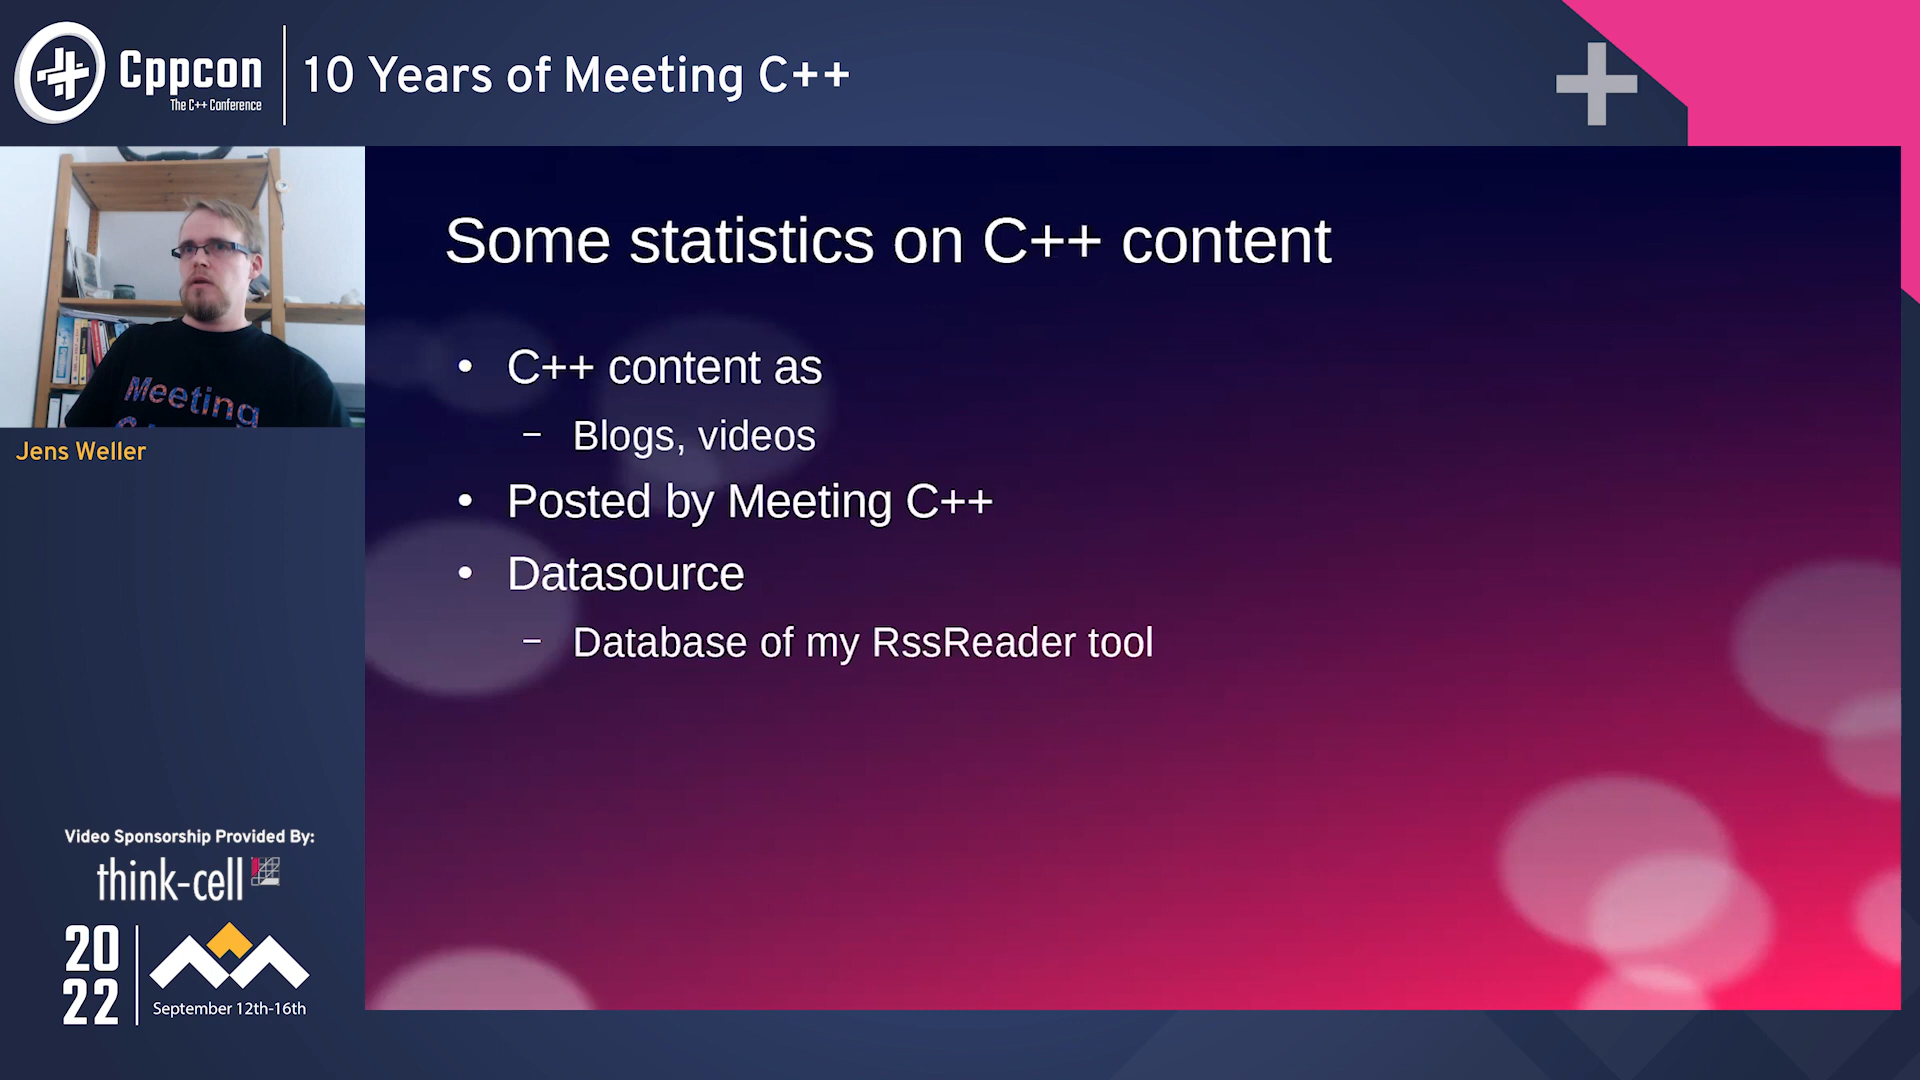 Cppcon
The C++ Conference
10 Years of Meeting C++
Meeting
Jens Weller
Some statistics on C++ content
• C++ content as
– Blogs, videos
• Posted by Meeting C++
• Datasource
– Database of my RssReader tool
Video Sponsorship Provided By:
think-cell
20
22
September 12th-16th